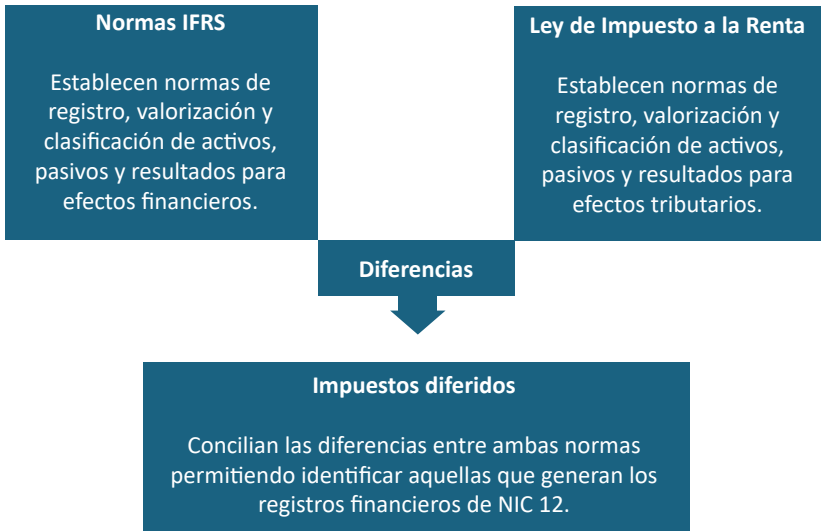 Normas IFRS
Establecen normas de
registro, valorización y
clasificación de activos,
pasivos y resultados para
efectos financieros.
Ley de Impuesto a la Renta
Establecen normas de
registro, valorización y
clasificación de activos,
pasivos y resultados para
efectos tributarios.
Diferencias
Impuestos diferidos
Concilian las diferencias entre ambas normas
permitiendo identificar aquellas que generan los
registros financieros de NIC 12.